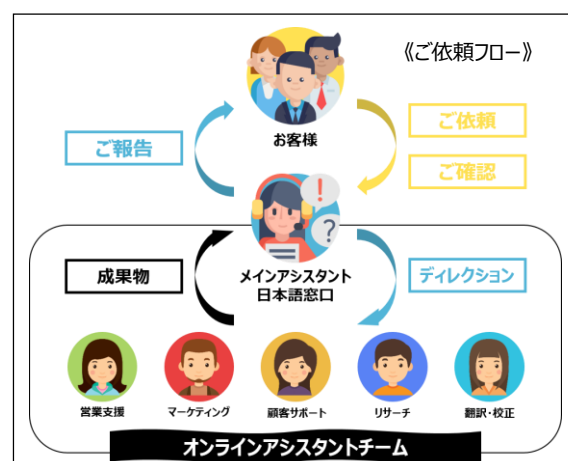 《ご依頼フロー》
お客様
ご報告
ご依頼
ご確認
メインアシスタント
日本語窓口
成果物
ディレクション
営業支援
マーケティング
顧客サポート
リサーチ
翻訳・校正
オンラインアシスタントチーム